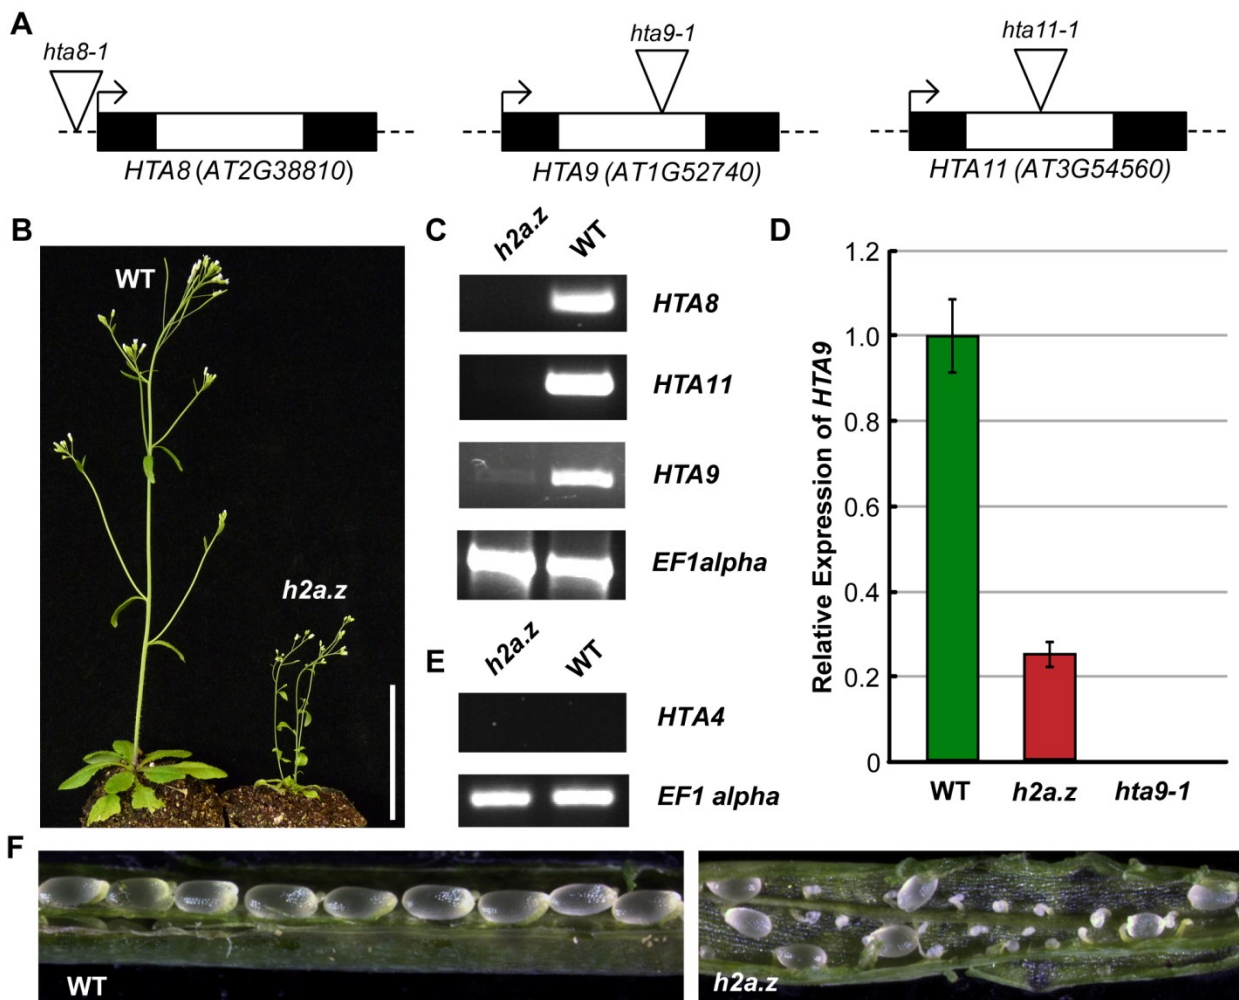 A
hta8-1
hta9-1
hta11-1
HTA8 (AT2G38810)
HTA9 (AT1G52740)
HTA11 (AT3G54560)
B
WT
h2a.z
C
h2a.z
WT
HTA8
HTA11
HTA9
EF1alpha
D
Relative Expression of HTA9
1.2
1.0
0.8
0.6
0.4
0.2
0
WT
h2a.z
hta9-1
E
h2a.z
WT
HTA4
EF1 alpha
F
WT
h2a.z